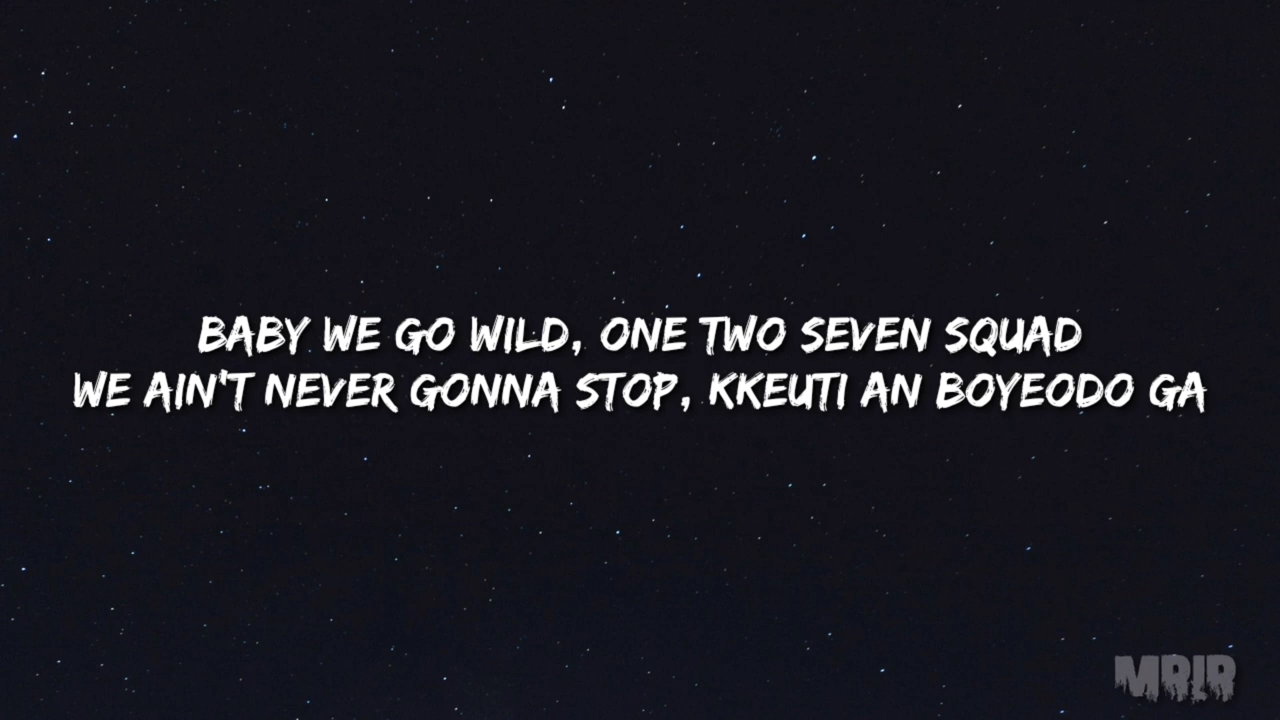 BABY WE GO WILD, ONE TWO SEVEN SQUAD
WE AIN'T NEVER GONNA STOP, KKEUTI AN BOYEODO GA
MRIR